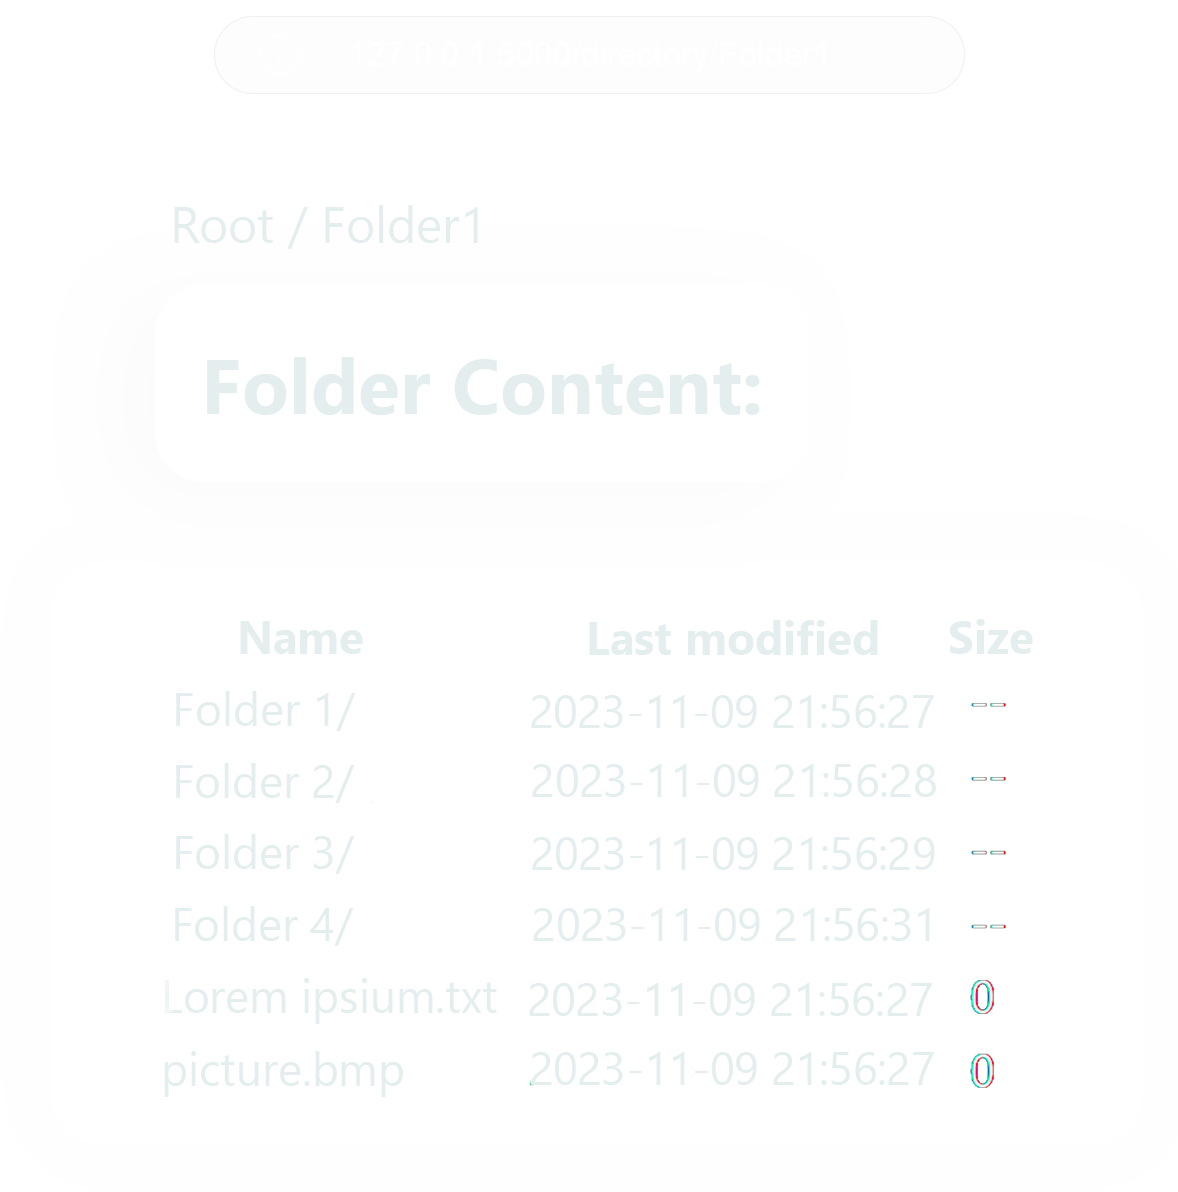 127.0.0.1:5000/directory/Folder1
Root / Folder1
Folder Content:
Name Last modified Size
Folder 1/ 2023-11-09 21:56:27 --
Folder 2/ 2023-11-09 21:56:28 --
Folder 3/ 2023-11-09 21:56:29 --
Folder 4/ 2023-11-09 21:56:31 --
Lorem ipsium.txt 2023-11-09 21:56:27 0
picture.bmp 2023-11-09 21:56:27 0